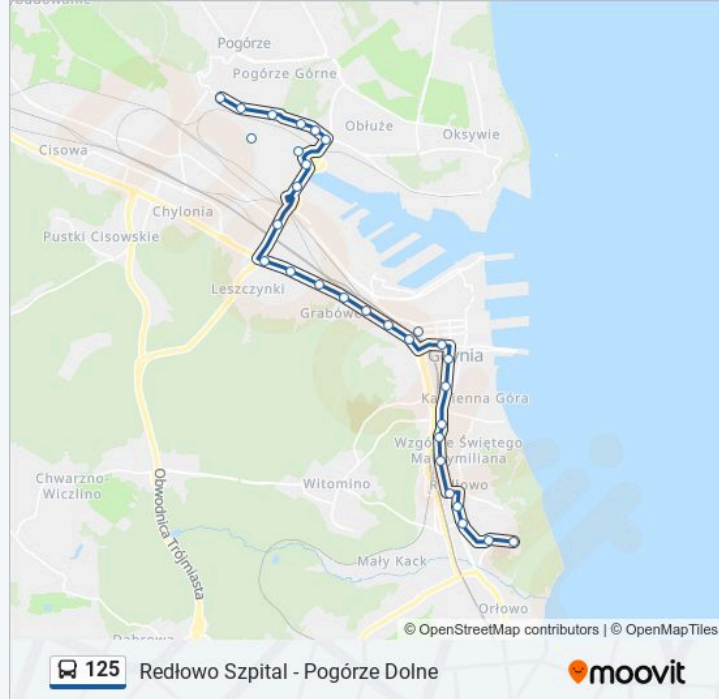 Pogórze
Pogórze Górne
Obłuże
Oksywie
Cisowa
Chylonia
Pustki Cisowskie
Leszczynki
Grabówek
Gdynia
Kamienna Góra
Wzgórze Świętego
Maksymiliana
Chwarzno-
Wiczlino
Witomino
Redłowo
Obwodnica Trójmiasta
Mały Kack
Orłowo
Dąbrowa
© OpenStreetMap contributors | © OpenMapTiles
125 Redłowo Szpital - Pogórze Dolne
moovit